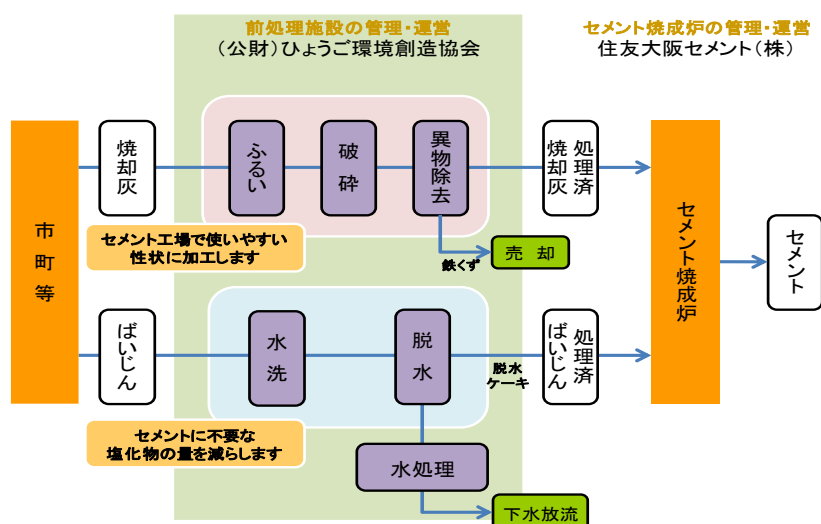 前処理施設の管理・運営
(公財)ひょうご環境創造協会
セメント焼成炉の管理・運営
住友大阪セメント(株)
市町等
焼却灰
ふるい
破砕
異物除去
処理済
焼却灰
セメント工場で使いやすい
性状に加工します
鉄くず
売却
セメント焼成炉
セメント
ばいじん
水洗
脱水
脱水
ケーキ
処理済
ばいじん
セメントに不要な
塩化物の量を減らします
水処理
下水放流